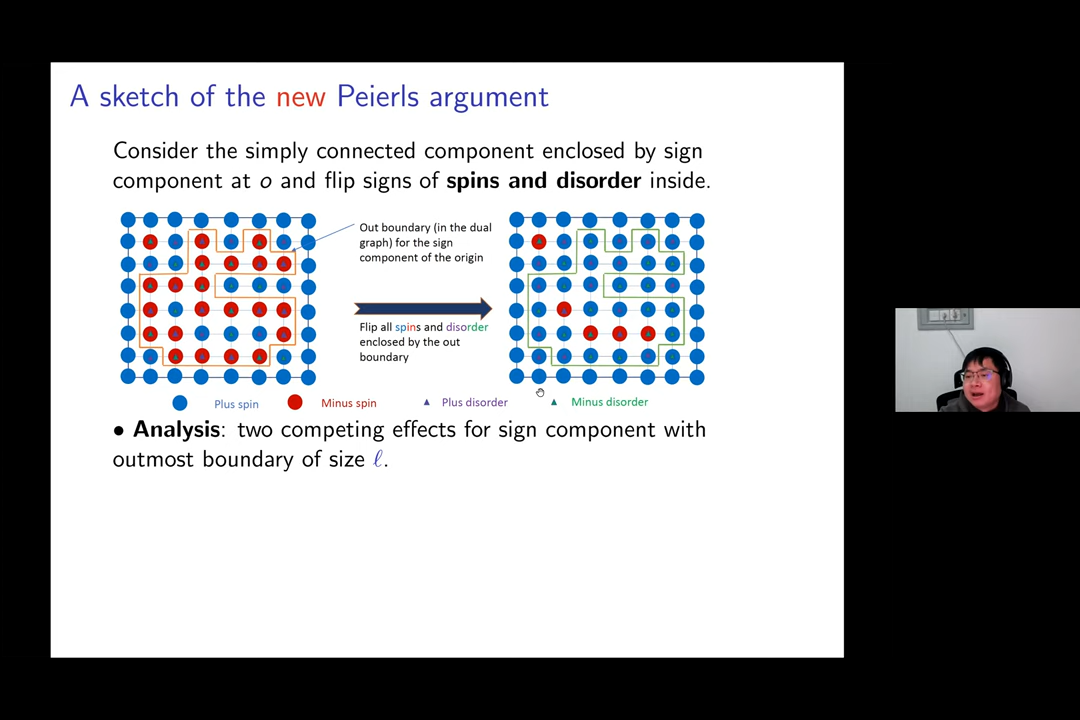 A sketch of the new Peierls argument
Consider the simply connected component enclosed by sign
component at o and flip signs of spins and disorder inside.
Out boundary (in the dual
graph) for the sign
component of the origin
Flip all spins and disorder
enclosed by the out
boundary
Plus spin
Minus spin
Plus disorder
Minus disorder
• Analysis: two competing effects for sign component with
outmost boundary of size ℓ.